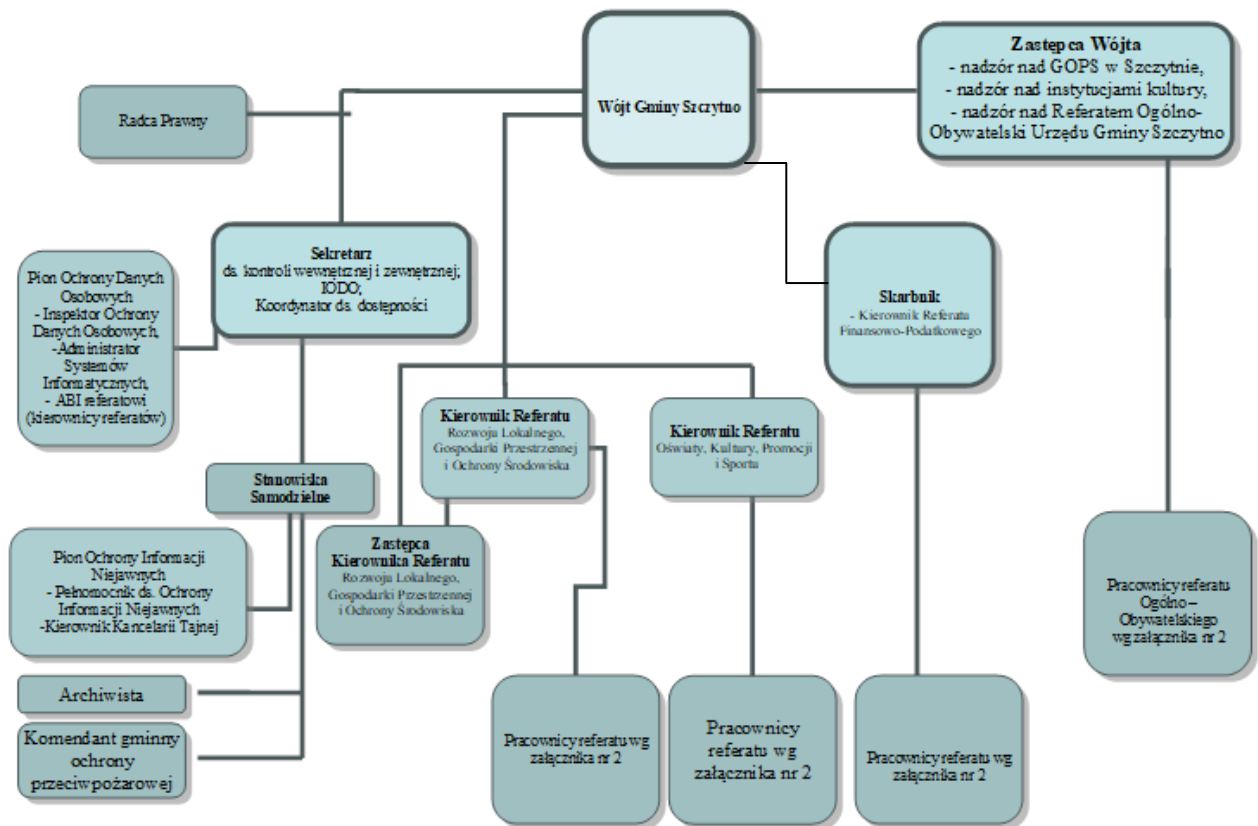 Wójt Gminy Szczytno
Zastępca Wójta
- nadzór nad GOPS w Szczytnie,
- nadzór nad instytucjami kultury,
- nadzór nad Referatem Ogólno-
Obywatelski Urzędu Gminy Szczytno
Radca Prawny
Sekretarz
ds. kontroli wewnętrznej i zewnętrznej;
IODO;
Koordynator ds. dostępności
Skarbnik
- Kierownik Referatu
Finansowo-Podatkowego
Pion Ochrony Danych
Osobowych
- Inspektor Ochrony
Danych Osobowych,
-Administrator
Systemów
Informatycznych,
- ABI referatowi
(kierownicy referatów)
Kierownik Referatu
Rozwoju Lokalnego,
Gospodarki Przestrzennej
i Ochrony Środowiska
Kierownik Referatu
Oświaty, Kultury, Promocji
i Sportu
Stanowiska
Samodzielne
Pion Ochrony Informacji
Niejawnych
- Pełnomocnik ds. Ochrony
Informacji Niejawnych
-Kierownik Kancelarii Tajnej
Zastępca
Kierownika Referatu
Rozwoju Lokalnego,
Gospodarki Przestrzennej
i Ochrony Środowiska
Pracownicy referatu
Ogólno –
Obywatelskiego
wg załącznika nr 2
Archiwista
Komendant gminny
ochrony
przeciwpożarowej
Pracownicy referatu wg
załącznika nr 2
Pracownicy
referatu wg
załącznika nr 2
Pracownicy referatu wg
załącznika nr 2